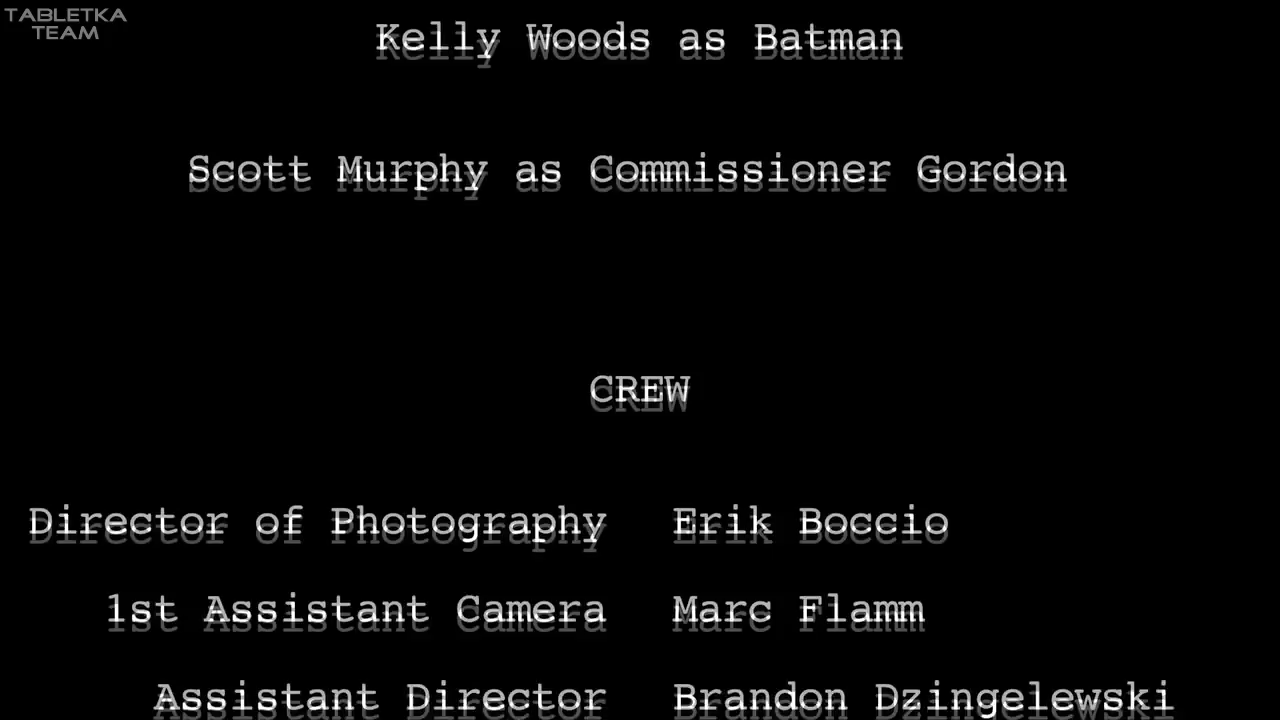 TABLETKA
TEAM
Kelly Woods as Batman
Scott Murphy as Commissioner Gordon
CREW
Director of Photography Erik Boccio
1st Assistant Camera Marc Flamm
Assistant Director Brandon Dzingelewski